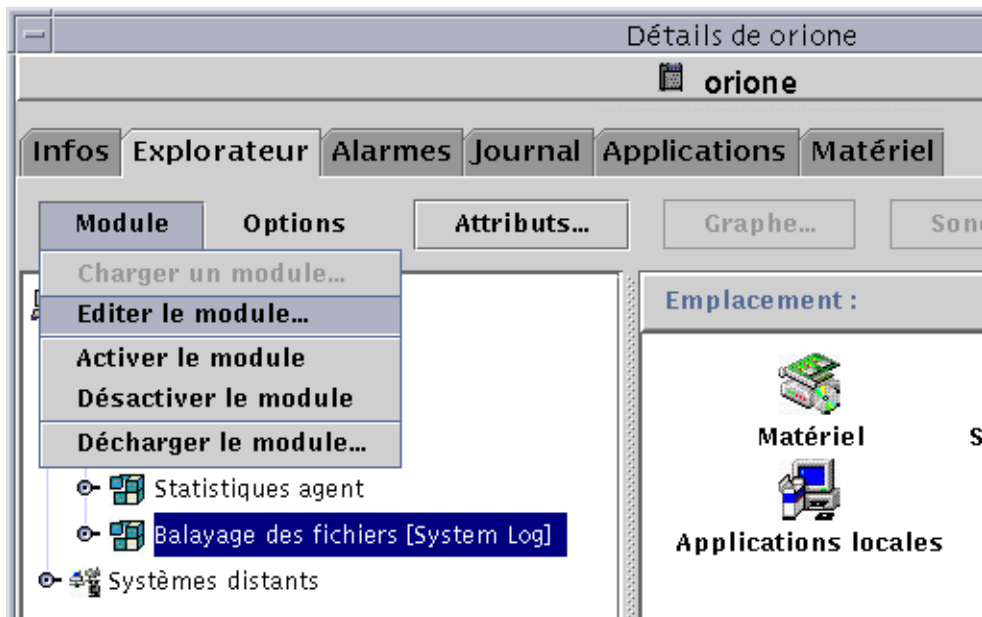 Détails de orione
orione
Infos Explorateur Alarmes Journal Applications Matériel
Module Options Attributs... Graphe...
Charger un module...
Editer le module...
Activer le module
Désactiver le module
Décharger le module...
Statistiques agent
Balayage des fichiers [System Log]
Systèmes distants
Emplacement :
Matériel
Applications locales